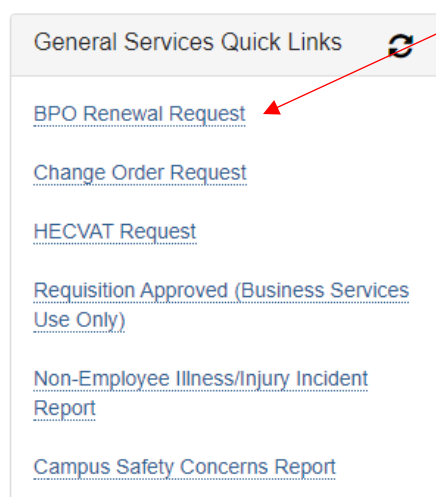 General Services Quick Links
BPO Renewal Request
Change Order Request
HECVAT Request
Requisition Approved (Business Services
Use Only)
Non-Employee Illness/Injury Incident
Report
Campus Safety Concerns Report